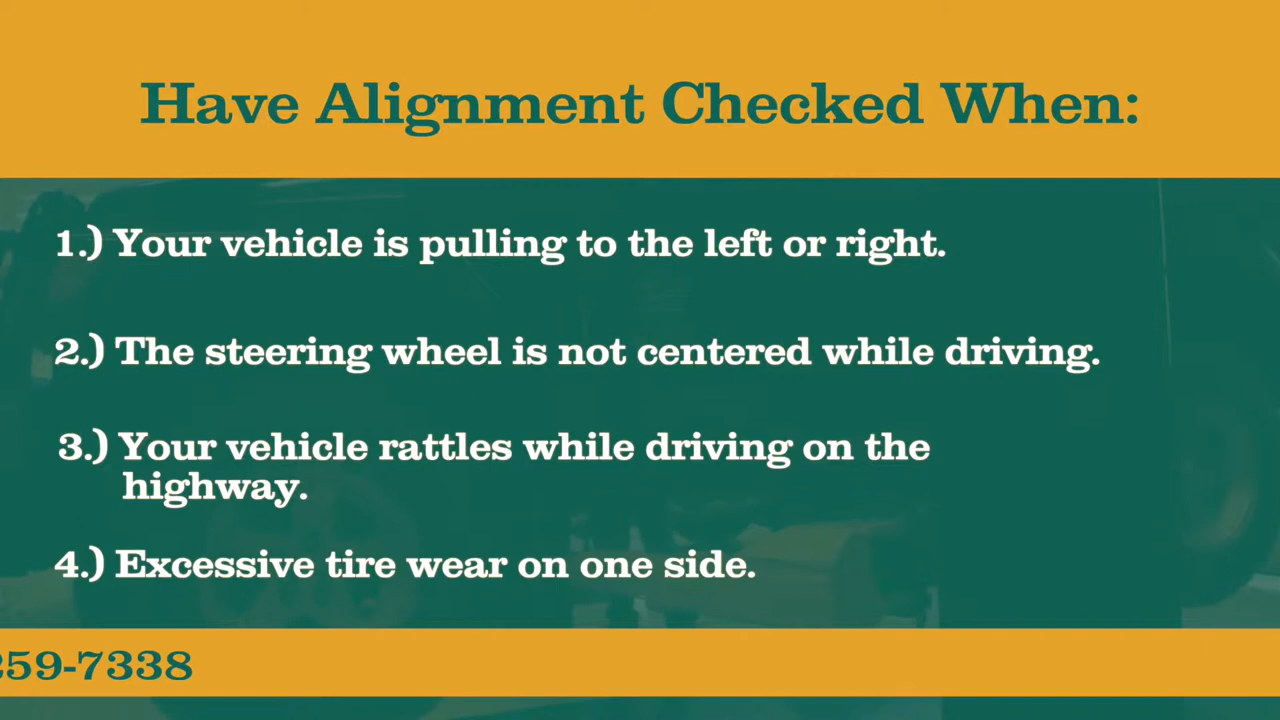 Have Alignment Checked When:
1.) Your vehicle is pulling to the left or right.
2.) The steering wheel is not centered while driving.
3.) Your vehicle rattles while driving on the
highway.
4.) Excessive tire wear on one side.
259-7338